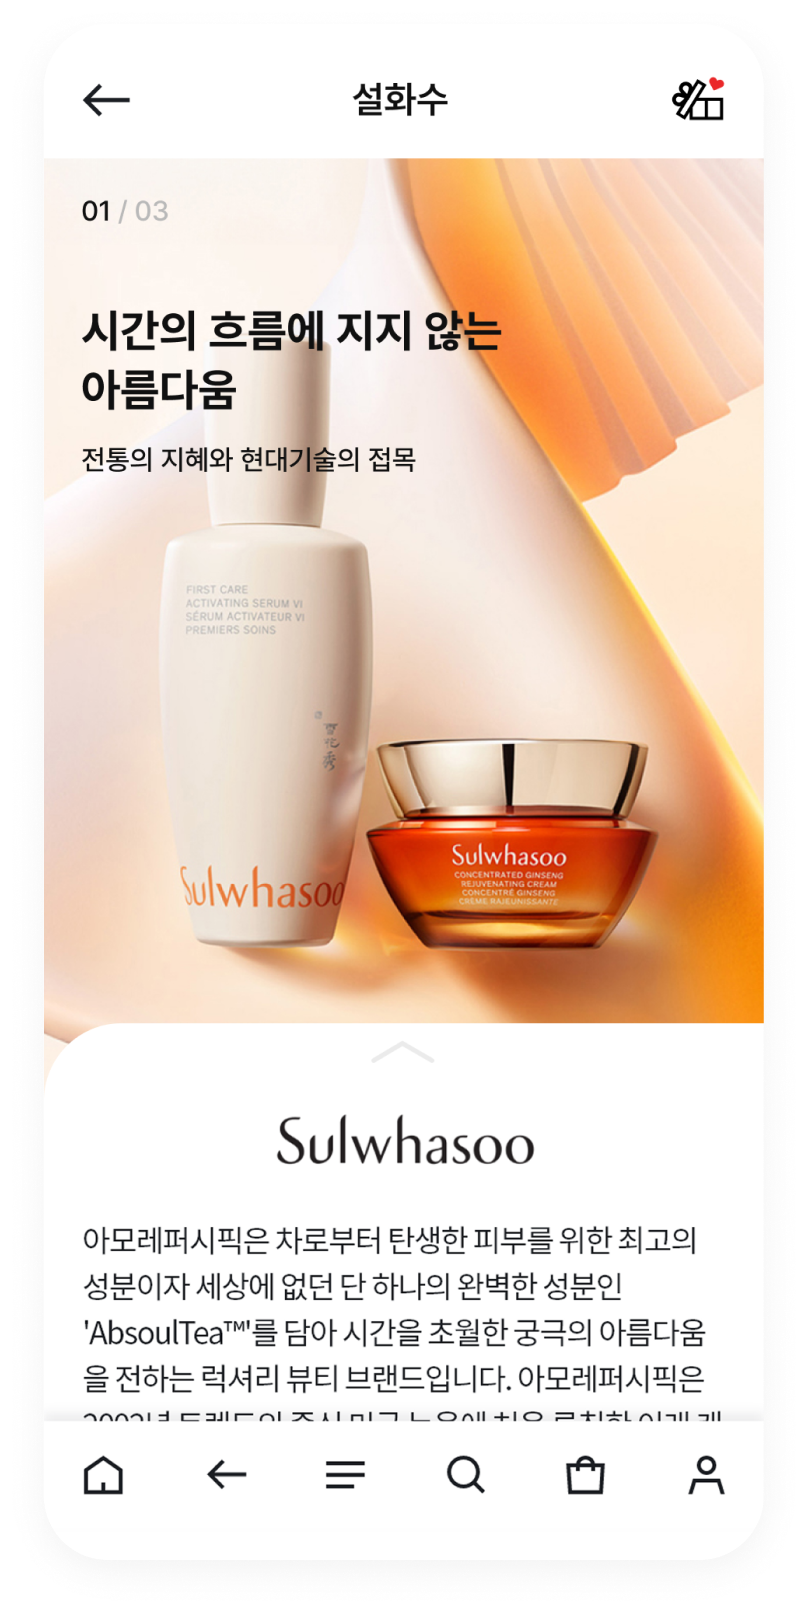 설화수
01 / 03
시간의 흐름에 지지 않는
아름다움
전통의 지혜와 현대기술의 접목
FIRST CARE
ACTIVATING SERUM VI
SÉRUM ACTIVATEUR VI
PREMIERS SOINS
雪花秀
Sulwhasoo
Sulwhasoo
CONCENTRATED GINSENG
REJUVENATING CREAM
CONCENTRÉ GINSENG
CRÈME RAJEUNISSANTE
Sulwhasoo
아모레퍼시픽은 차로부터 탄생한 피부를 위한 최고의
성분이자 세상에 없던 단 하나의 완벽한 성분인
'AbsoulTea™'를 담아 시간을 초월한 궁극의 아름다움
을 전하는 럭셔리 뷰티 브랜드입니다. 아모레퍼시픽은